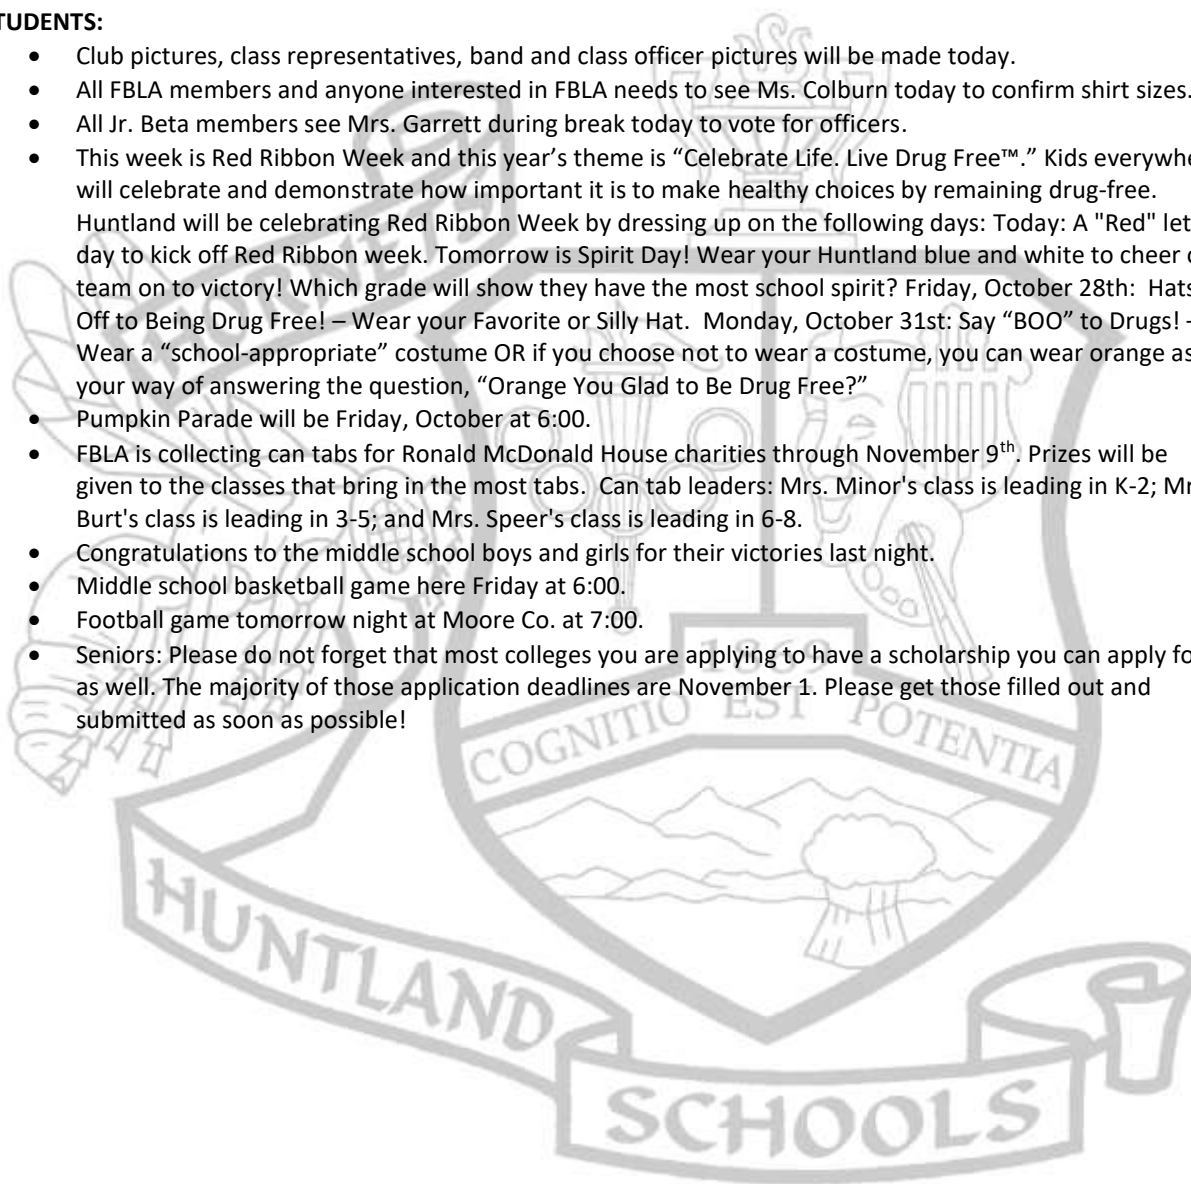 TUDENTS:
• Club pictures, class representatives, band and class officer pictures will be made today.
• All FBLA members and anyone interested in FBLA needs to see Ms. Colburn today to confirm shirt sizes.
• All Jr. Beta members see Mrs. Garrett during break today to vote for officers.
• This week is Red Ribbon Week and this year’s theme is “Celebrate Life. Live Drug Free™.” Kids everywhe
will celebrate and demonstrate how important it is to make healthy choices by remaining drug-free.
Huntland will be celebrating Red Ribbon Week by dressing up on the following days: Today: A "Red" let
day to kick off Red Ribbon week. Tomorrow is Spirit Day! Wear your Huntland blue and white to cheer o
team on to victory! Which grade will show they have the most school spirit? Friday, October 28th: Hats
Off to Being Drug Free! – Wear your Favorite or Silly Hat. Monday, October 31st: Say “BOO” to Drugs! -
Wear a “school-appropriate” costume OR if you choose not to wear a costume, you can wear orange as
your way of answering the question, “Orange You Glad to Be Drug Free?”
• Pumpkin Parade will be Friday, October at 6:00.
• FBLA is collecting can tabs for Ronald McDonald House charities through November 9th. Prizes will be
given to the classes that bring in the most tabs. Can tab leaders: Mrs. Minor's class is leading in K-2; Mr
Burt's class is leading in 3-5; and Mrs. Speer's class is leading in 6-8.
• Congratulations to the middle school boys and girls for their victories last night.
• Middle school basketball game here Friday at 6:00.
• Football game tomorrow night at Moore Co. at 7:00.
• Seniors: Please do not forget that most colleges you are applying to have a scholarship you can apply fo
as well. The majority of those application deadlines are November 1. Please get those filled out and
submitted as soon as possible!
HORNETS
COGNITIO EST POTENTIA
HUNTLAND
SCHOOLS